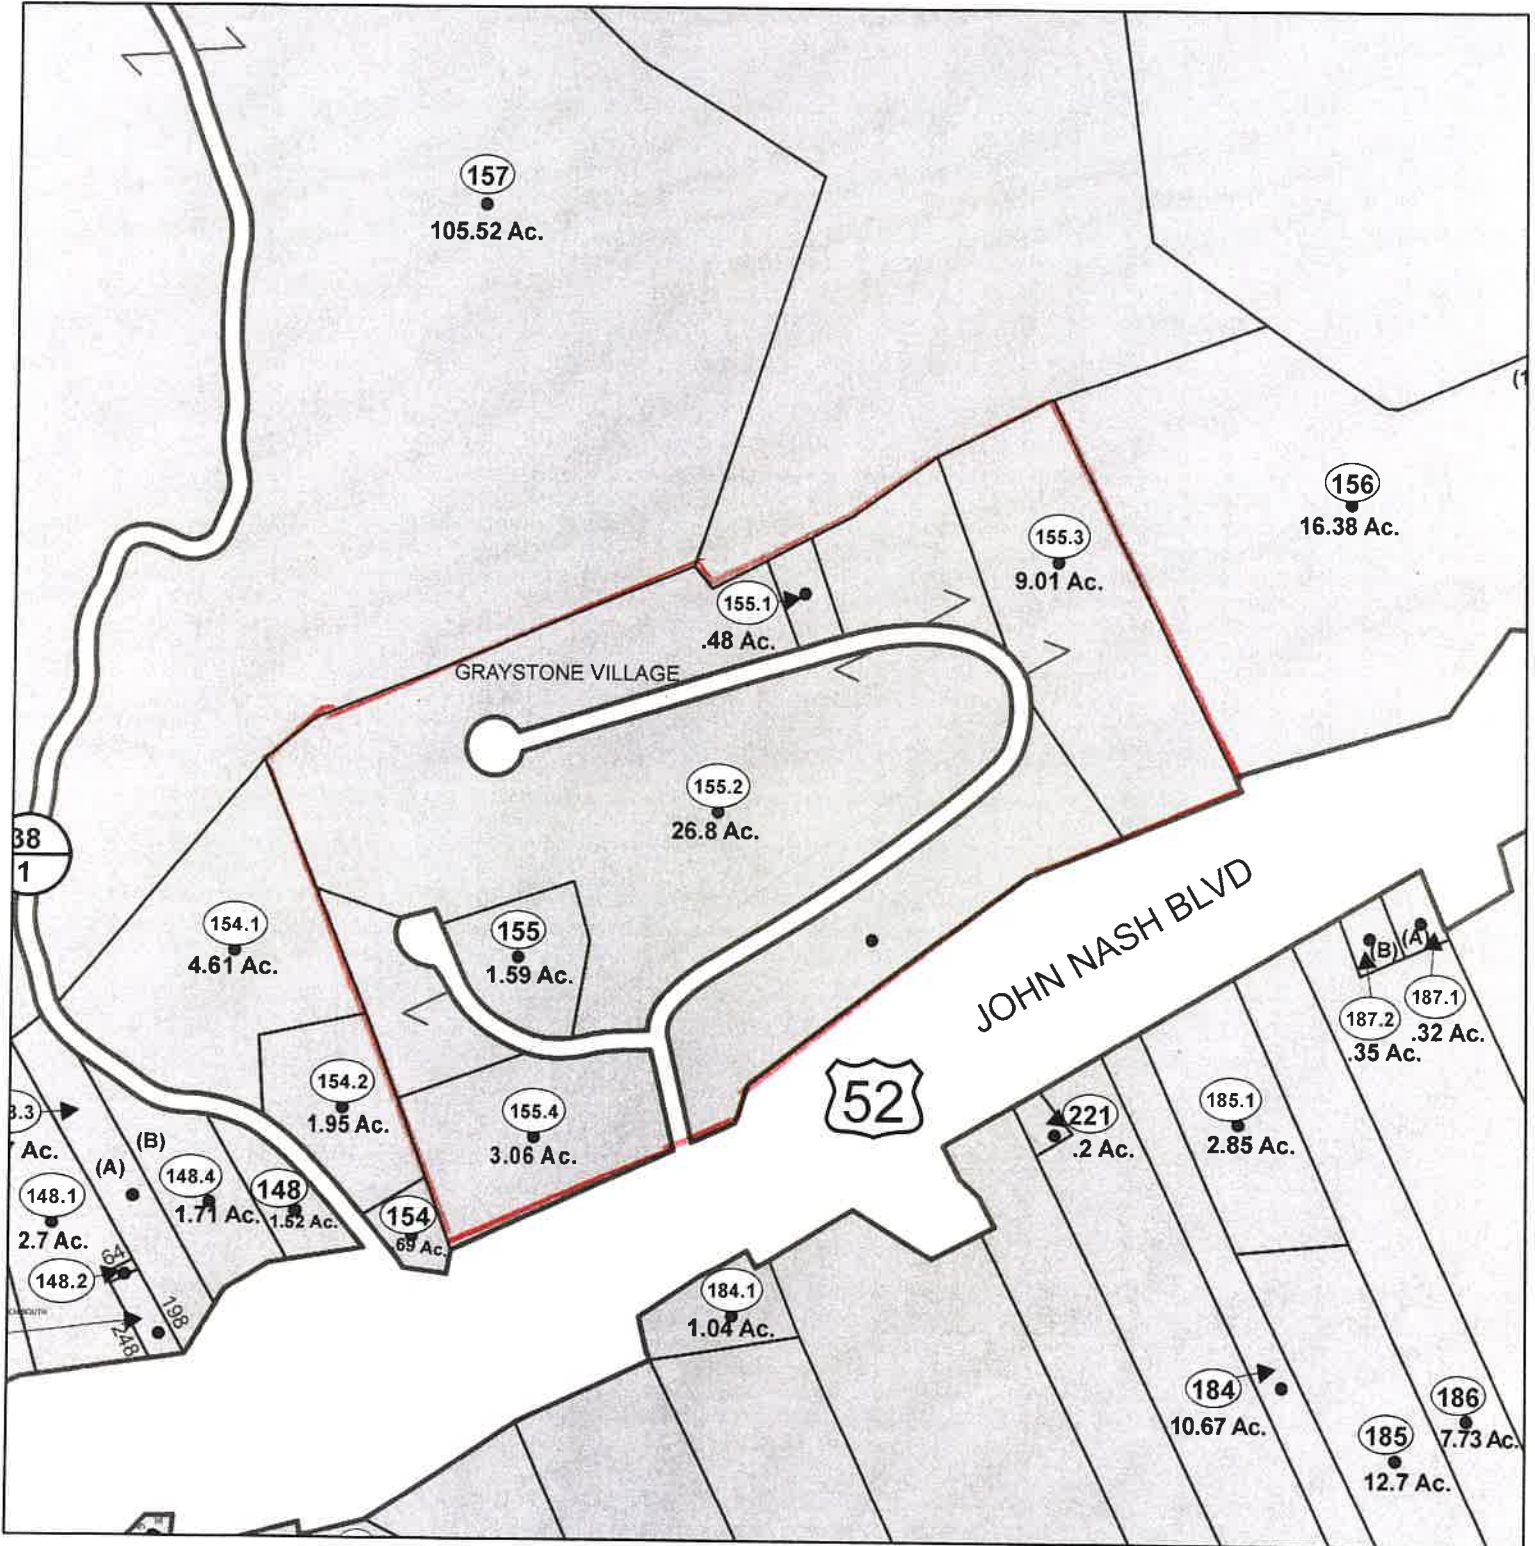 157
105.52 Ac.
(1
156
16.38 Ac.
155.3
9.01 Ac.
155.1
.48 Ac.
GRAYSTONE VILLAGE
155.2
26.8 Ac.
38
1
JOHN NASH BLVD
154.1
4.61 Ac.
155
1.59 Ac.
(B)
(A)
187.1
.32 Ac.
187.2
.35 Ac.
154.2
1.95 Ac.
52
155.4
3.06 Ac.
221
.2 Ac.
185.1
2.85 Ac.
3.3
Ac.
(B)
(A)
148.4
1.71 Ac.
148
1.52 Ac.
148.1
2.7 Ac.
154
69 Ac.
64
148.2
198
248
184.1
1.04 Ac.
184
10.67 Ac.
186
7.73 Ac.
185
12.7 Ac.